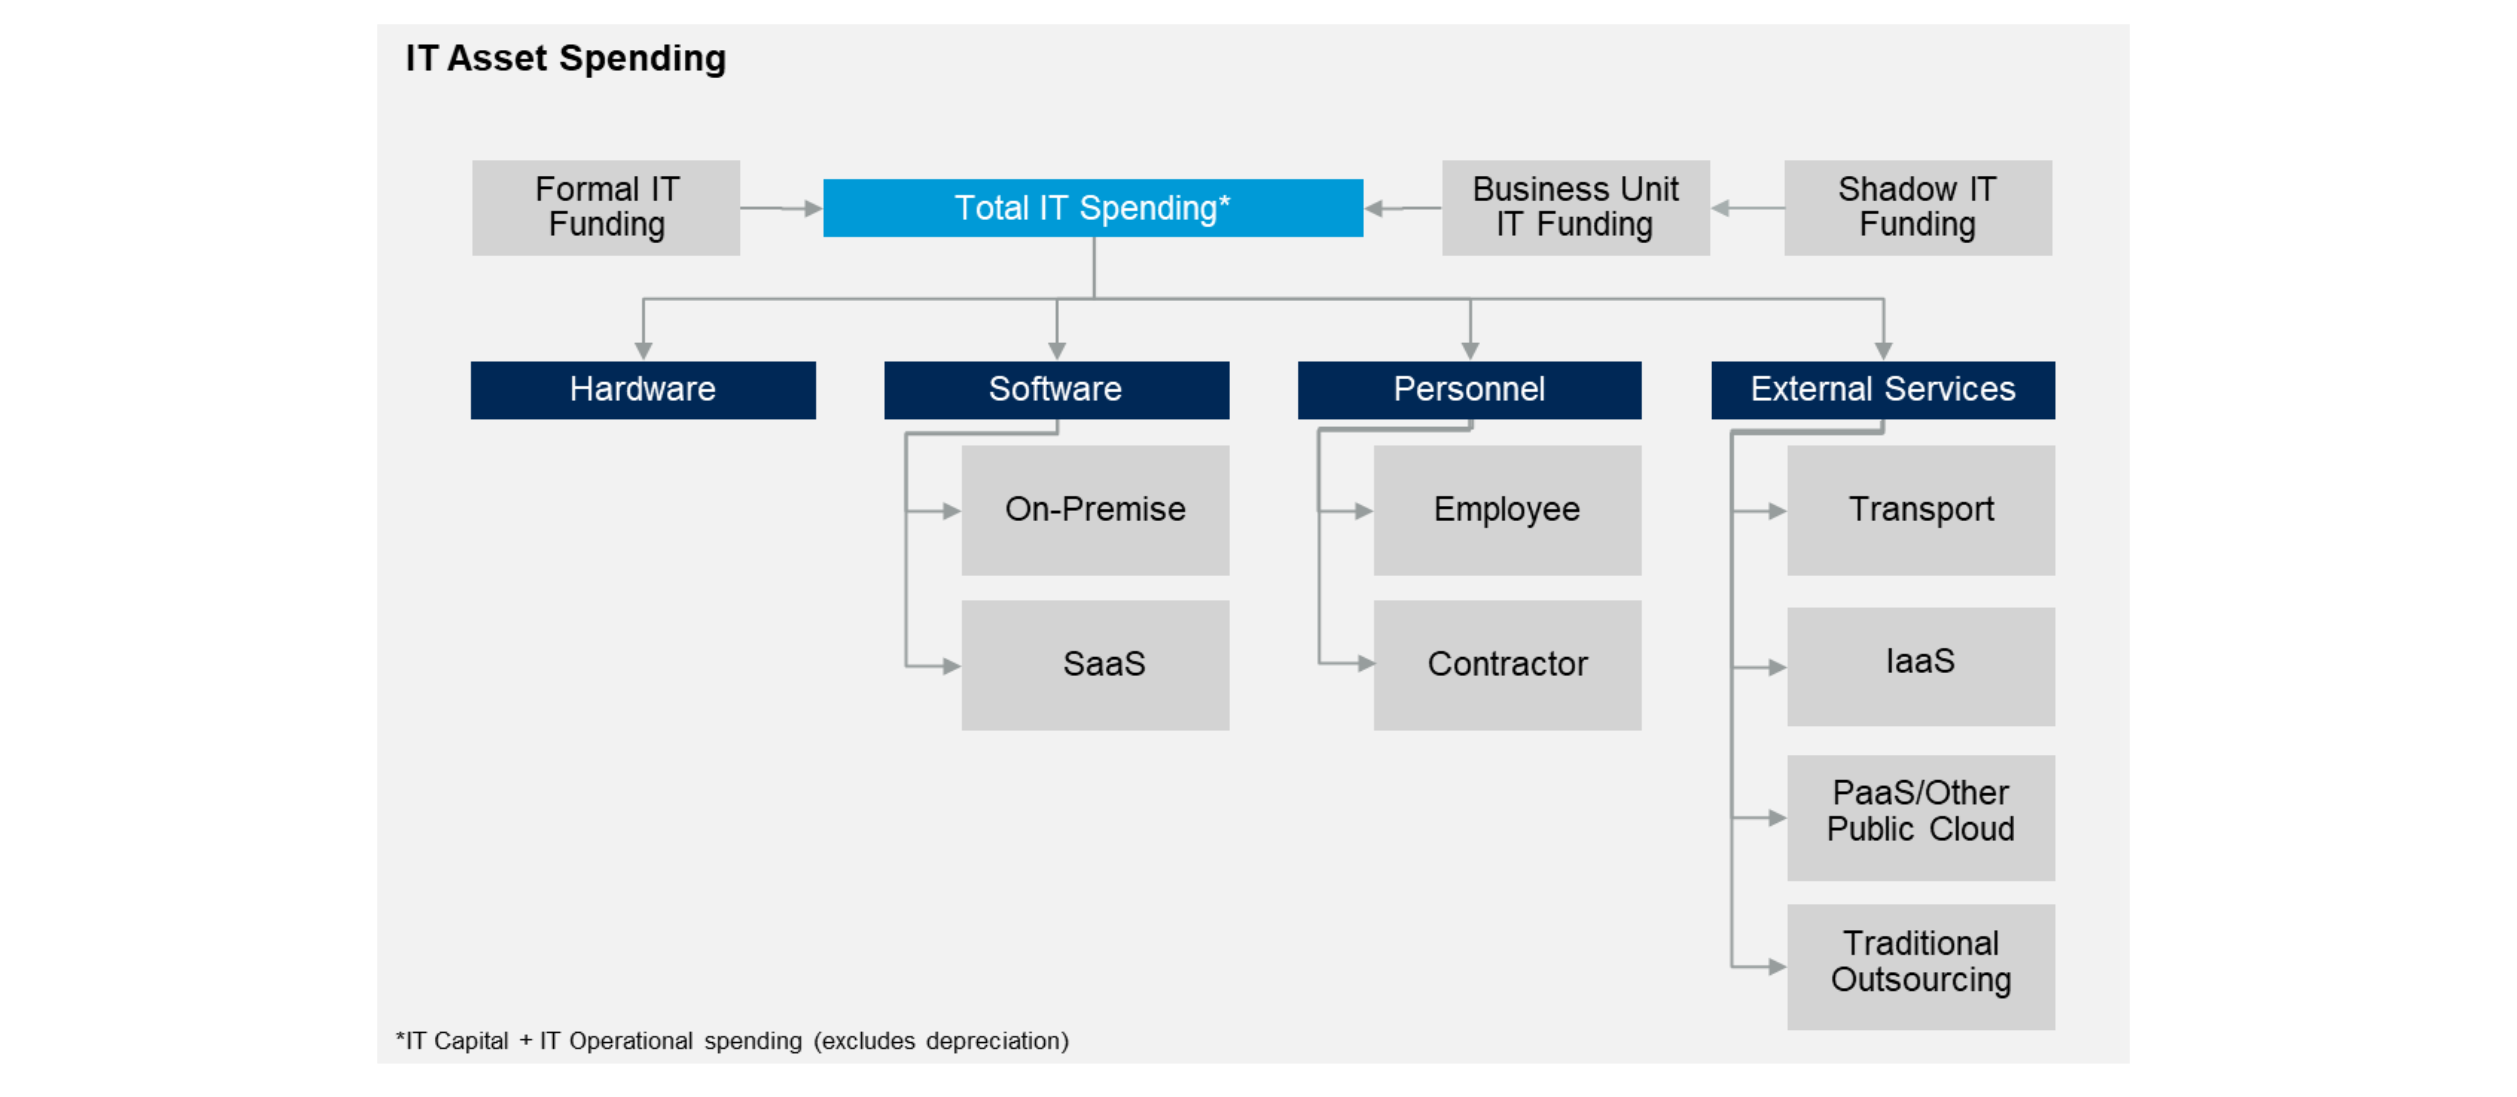 IT Asset Spending
Formal IT
Funding
Total IT Spending*
Business Unit
IT Funding
Shadow IT
Funding
Hardware
Software
Personnel
External Services
On-Premise
Employee
Transport
SaaS
Contractor
IaaS
PaaS/Other
Public Cloud
Traditional
Outsourcing
*IT Capital + IT Operational spending (excludes depreciation)